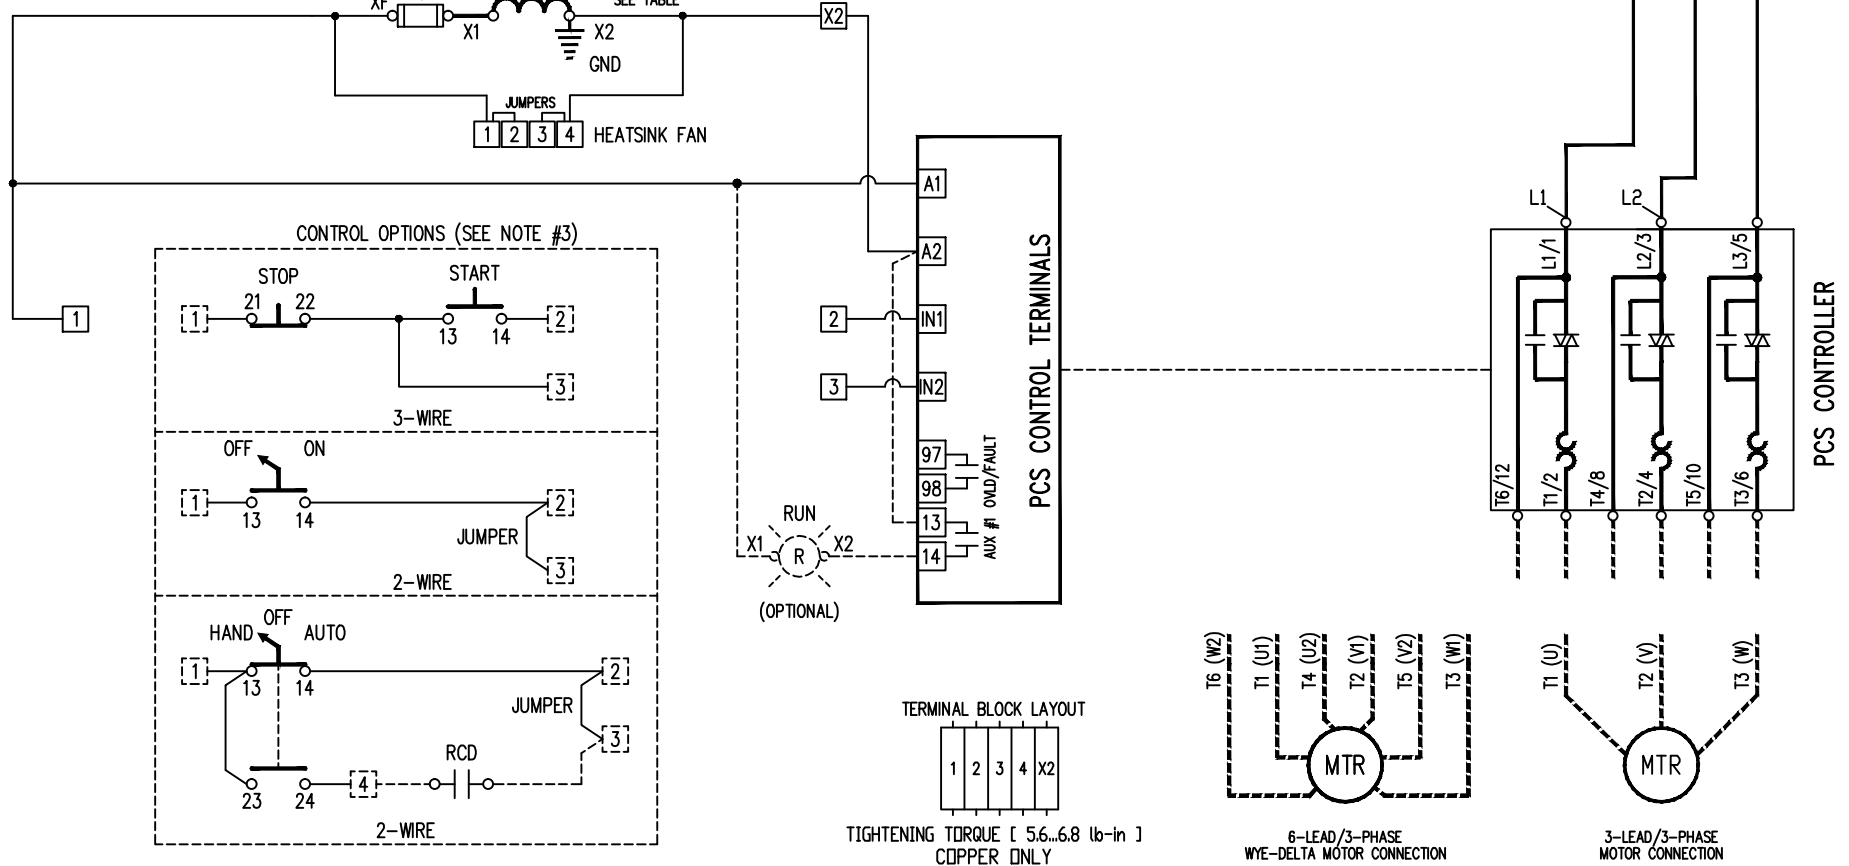 XF
X1
X2
SEE TABLE
X2
GND
JUMPERS
1 2 3 4 HEATSINK FAN
A1
A2
IN1
IN2
97
98
13
14
OVLD/FAULT
AUX #1
PCS CONTROL TERMINALS
1
2
3
CONTROL OPTIONS (SEE NOTE #3)
STOP
START
1
21
22
13
14
2
3
3-WIRE
OFF
ON
1
13
14
2
JUMPER
3
2-WIRE
HAND
OFF
AUTO
1
13
14
2
JUMPER
3
RCD
23
24
4
2-WIRE
RUN
X1
R
X2
(OPTIONAL)
TERMINAL BLOCK LAYOUT
1 2 3 4 X2
TIGHTENING TORQUE [ 5.6...6.8 lb-in ]
COPPER ONLY
L1
L2
L1/1
L2/3
L3/5
T6/12
T1/2
T4/8
T2/4
T5/10
T3/6
PCS CONTROLLER
T6 (W2)
T1 (U1)
T4 (U2)
T2 (V1)
T5 (V2)
T3 (W1)
MTR
6-LEAD/3-PHASE
WYE-DELTA MOTOR CONNECTION
T1 (U)
T2 (V)
T3 (W)
MTR
3-LEAD/3-PHASE
MOTOR CONNECTION